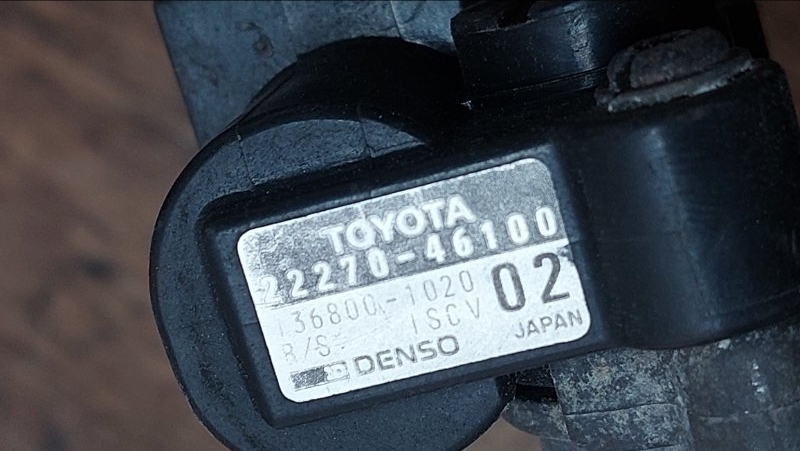 TOYOTA
22270-46100
136800-1020 02
R/S ISCV
DENSO JAPAN